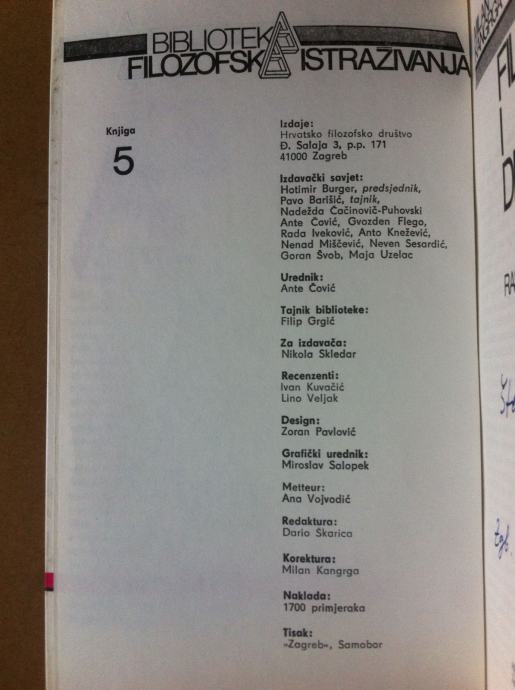 BIBLIOTEKA
FILOZOFSKA ISTRAŽIVANJA
Knjiga
5
Izdaje:
Hrvatsko filozofsko društvo
Đ. Salaja 3, p.p. 171
41000 Zagreb
Izdavački savjet:
Hotimir Burger, predsjednik,
Pavo Barišić, tajnik,
Nadežda Čačinovič-Puhovski
Ante Čović, Gvozden Flego,
Rada Iveković, Anto Knežević,
Nenad Miščević, Neven Sesardić,
Goran Švob, Maja Uzelac
Urednik:
Ante Čović
Tajnik biblioteke:
Filip Grgić
Za izdavača:
Nikola Skledar
Recenzenti:
Ivan Kuvačić
Lino Veljak
Design:
Zoran Pavlović
Grafički urednik:
Miroslav Salopek
Metteur:
Ana Vojvodić
Redaktura:
Dario Škarica
Korektura:
Milan Kangrga
Naklada:
1700 primjeraka
Tisak:
»Zagreb«, Samobor